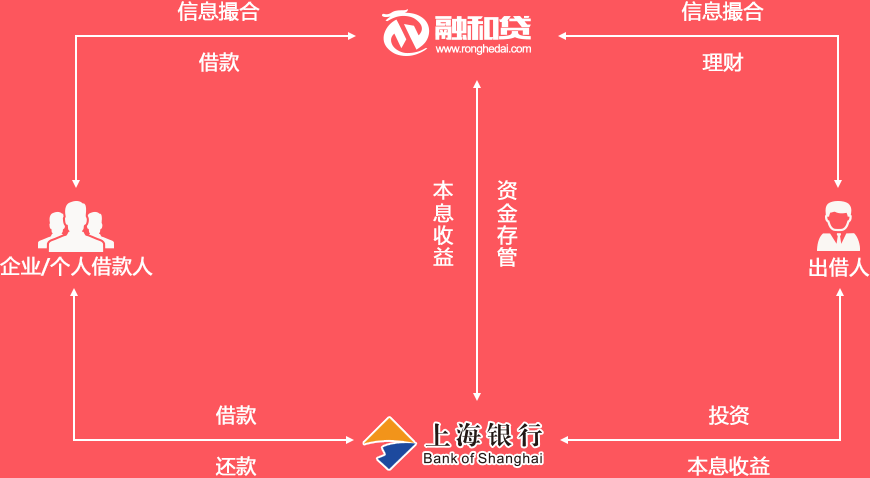 信息撮合
信息撮合
融和贷
www.ronghedai.com
借款
理财
本息收益
资金存管
企业/个人借款人
出借人
借款
投资
上海银行
Bank of Shanghai
还款
本息收益